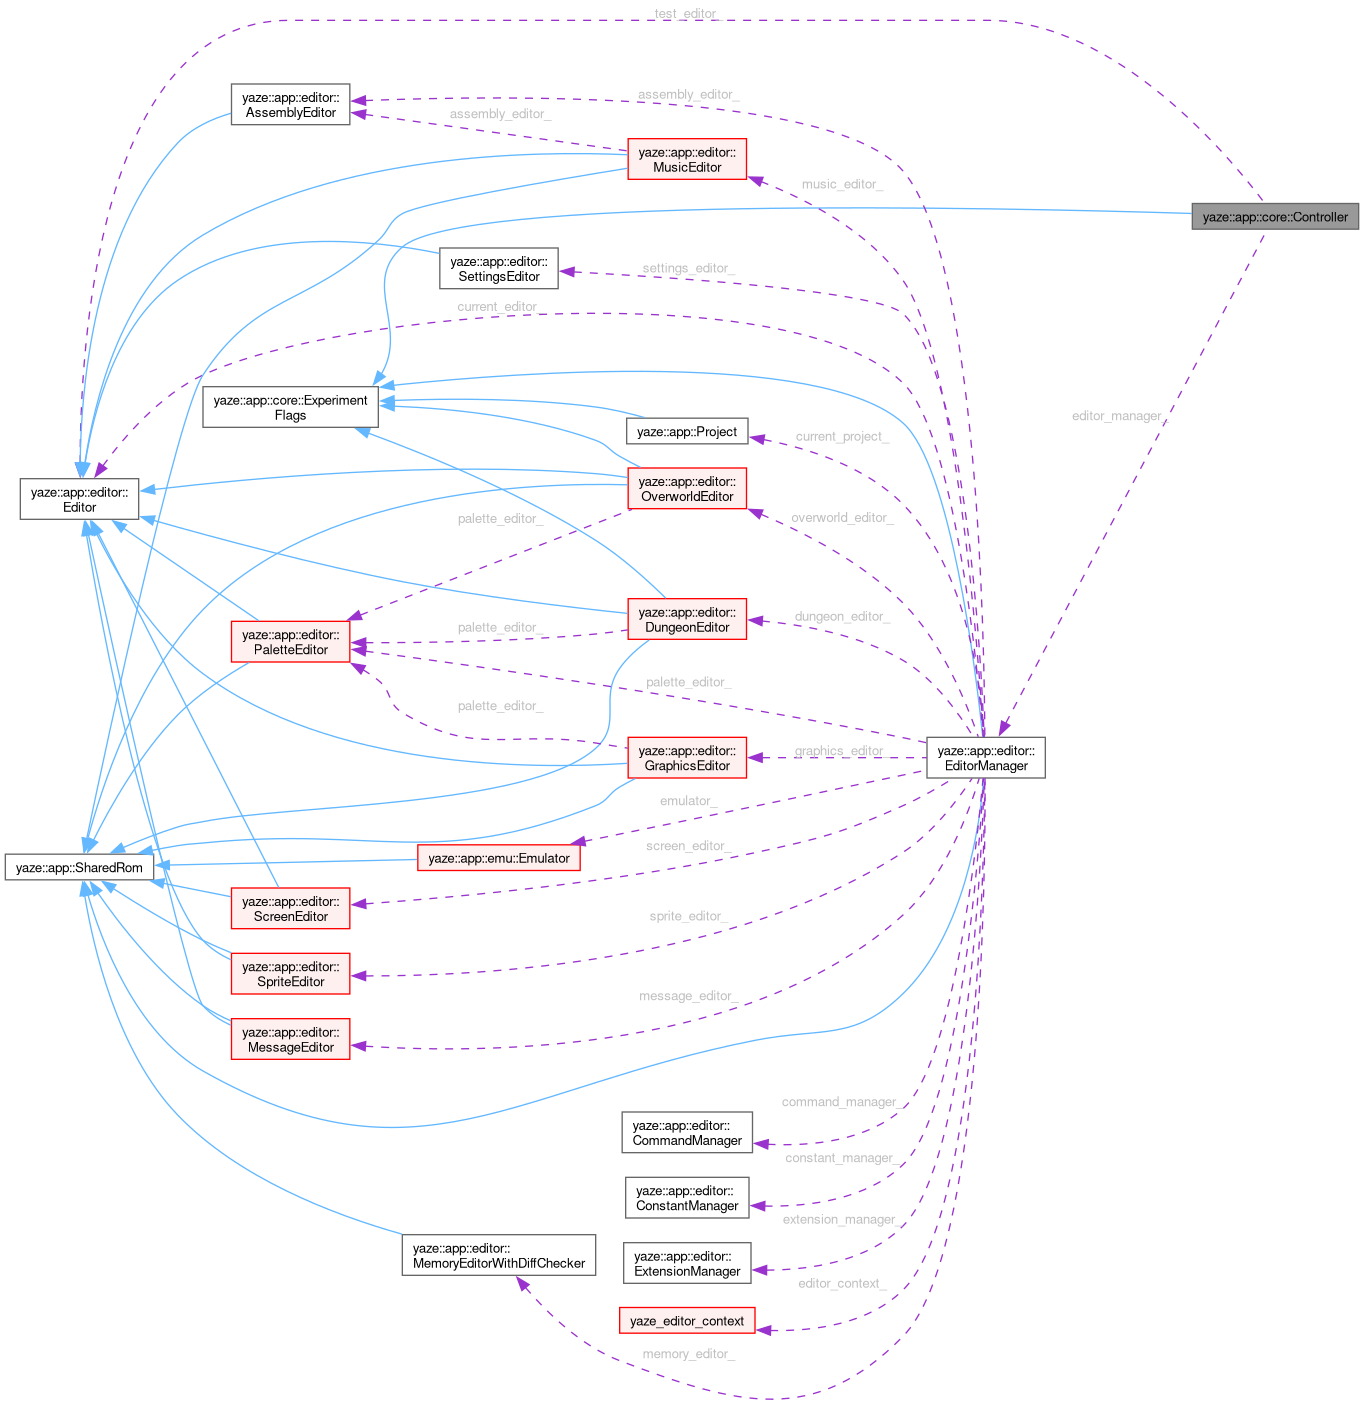 test_editor_
yaze::app::editor::
AssemblyEditor
assembly_editor_
assembly_editor_
yaze::app::editor::
MusicEditor
music_editor_
yaze::app::core::Controller
yaze::app::editor::
SettingsEditor
settings_editor_
current_editor_
yaze::app::core::Experiment
Flags
yaze::app::Project
current_project_
editor_manager_
yaze::app::editor::
Editor
yaze::app::editor::
OverworldEditor
palette_editor_
overworld_editor_
yaze::app::editor::
DungeonEditor
dungeon_editor_
yaze::app::editor::
PaletteEditor
palette_editor_
palette_editor_
palette_editor_
yaze::app::editor::
GraphicsEditor
graphics_editor_
yaze::app::editor::
EditorManager
emulator_
yaze::app::SharedRom
yaze::app::emu::Emulator
screen_editor_
yaze::app::editor::
ScreenEditor
sprite_editor_
yaze::app::editor::
SpriteEditor
message_editor_
yaze::app::editor::
MessageEditor
command_manager_
yaze::app::editor::
CommandManager
constant_manager_
yaze::app::editor::
ConstantManager
extension_manager_
yaze::app::editor::
MemoryEditorWithDiffChecker
yaze::app::editor::
ExtensionManager
editor_context_
yaze_editor_context
memory_editor_